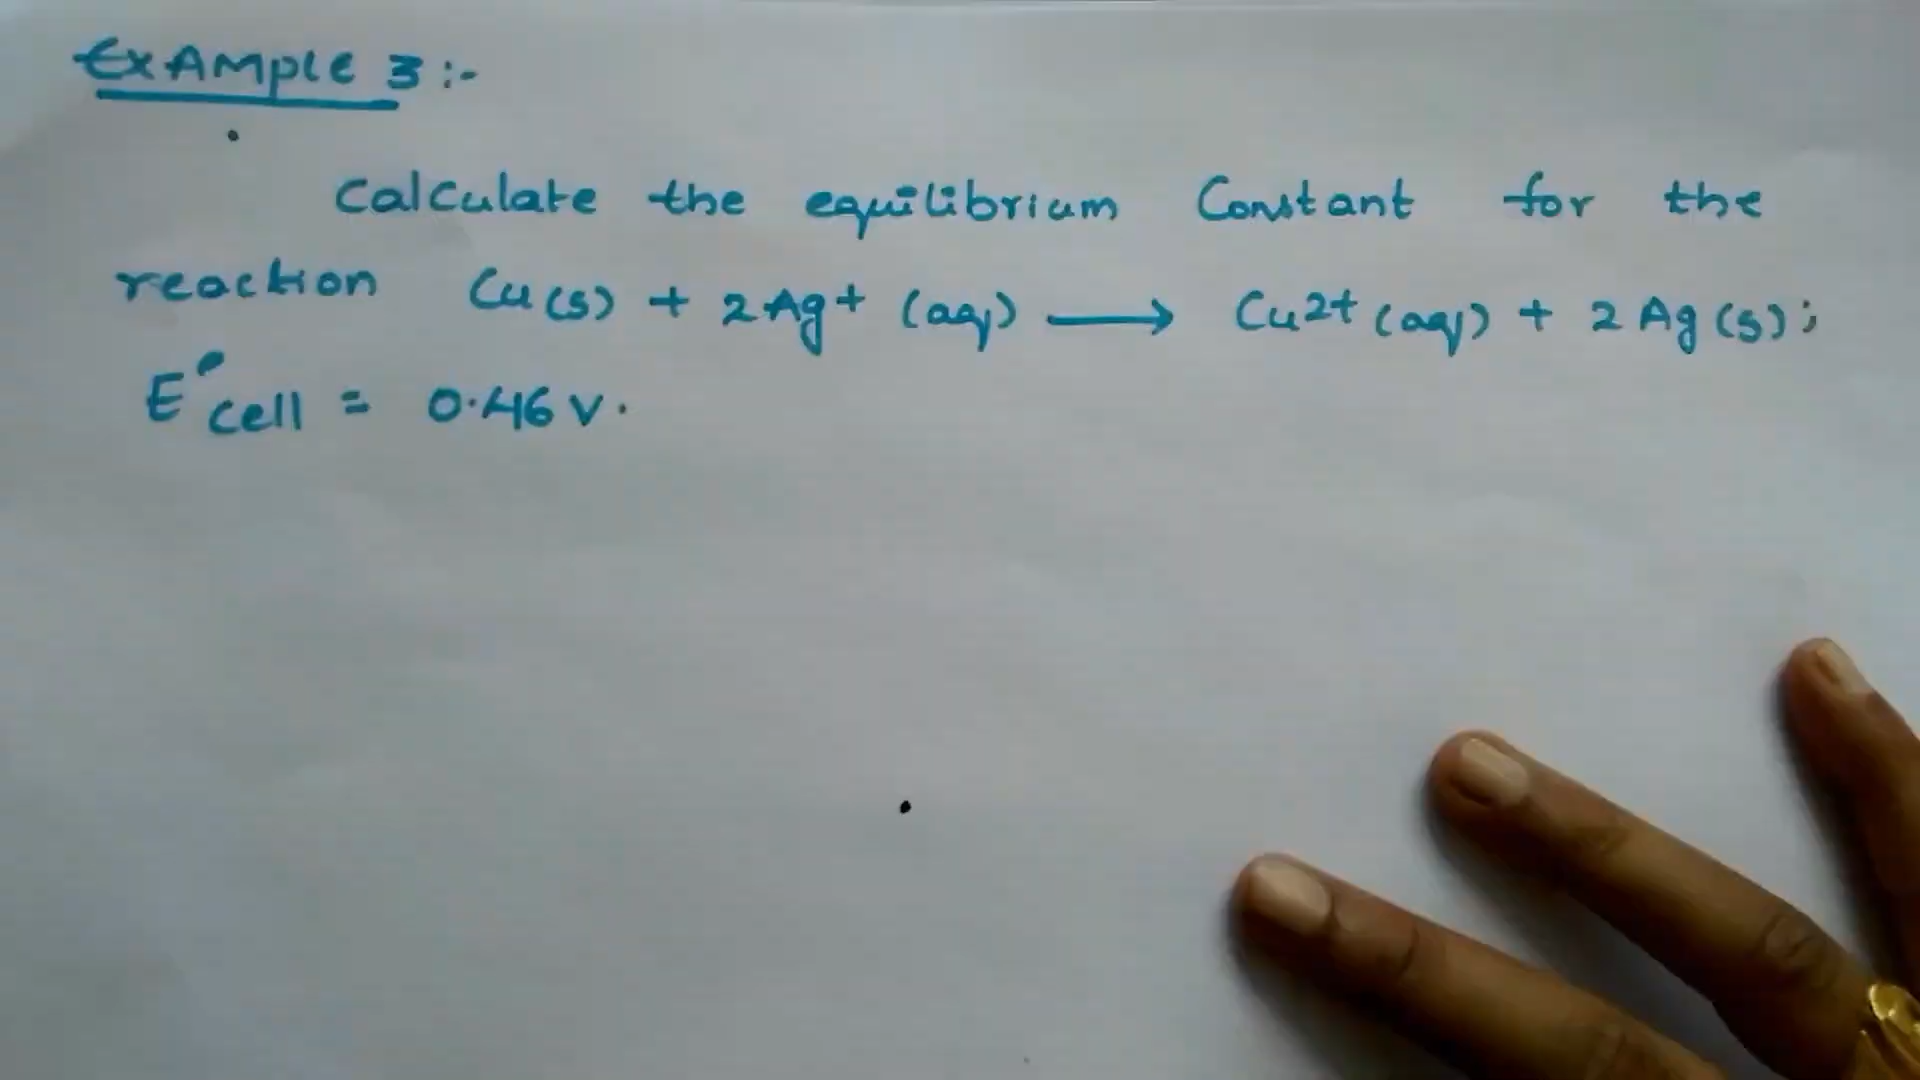 ExAmple 3 :-
Calculate the equilibrium Constant for the
reaction Cu(s) + 2Ag+ (aq) ⟶ Cu2+ (aq) + 2 Ag (s);
E°cell = 0.46 v.